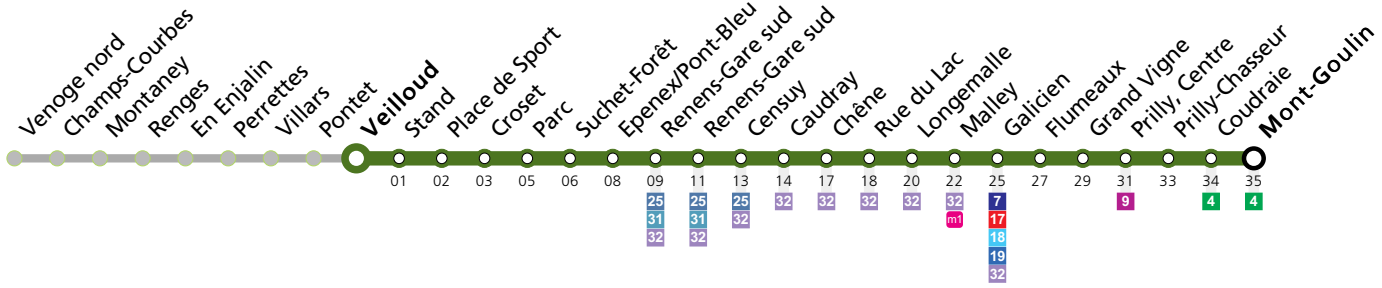 Venoge nord
Champs-Courbes
Montaney
Renges
En Enjalin
Perrettes
Villars
Pontet
Veilloud
Stand
Place de Sport
Croset
Parc
Suchet-Forêt
Epenex/Pont-Bleu
Renens-Gare sud
Renens-Gare sud
Censuy
Caudray
Chêne
Rue du Lac
Longemalle
Malley
Galicien
Flumeaux
Grand Vigne
Prilly, Centre
Prilly-Chasseur
Coudraie
Mont-Goulin
01 02 03 05 06 08 09 11 13 14 17 18 20 22 25 27 29 31 33 34 35
25 25 25 32 32 32 32 32 7 9 4 4
31 31 32 m1 17
32 32 18
19
32